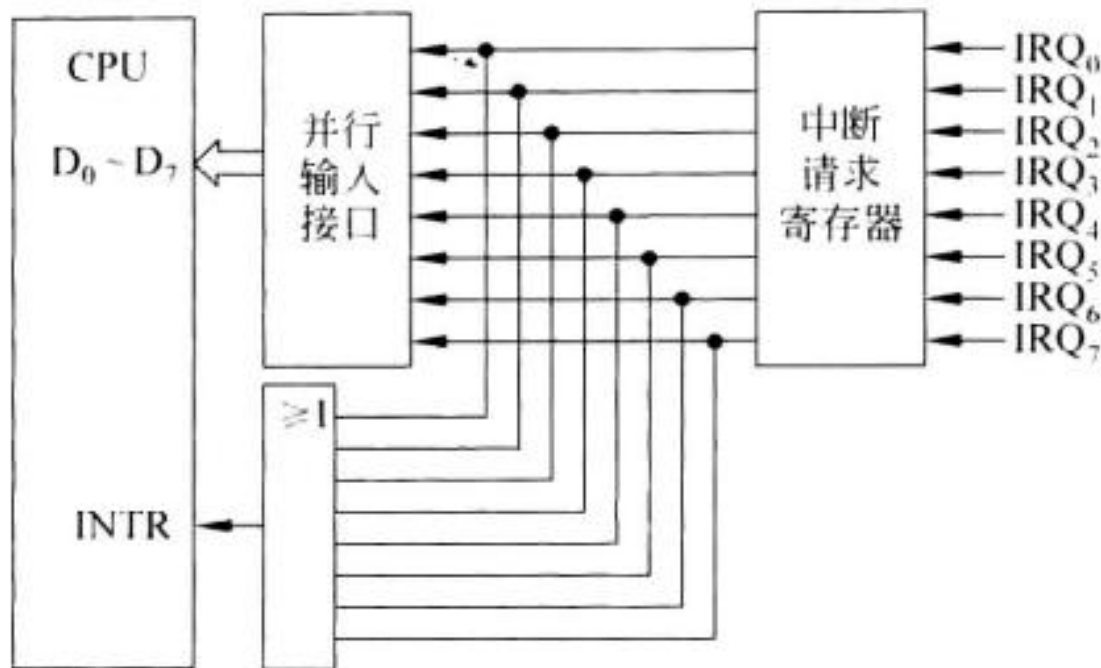 CPU
D₀ ~ D₇
INTR
并行
输入
接口
≥1
中断
请求
寄存器
IRQ₀
IRQ₁
IRQ₂
IRQ₃
IRQ₄
IRQ₅
IRQ₆
IRQ₇